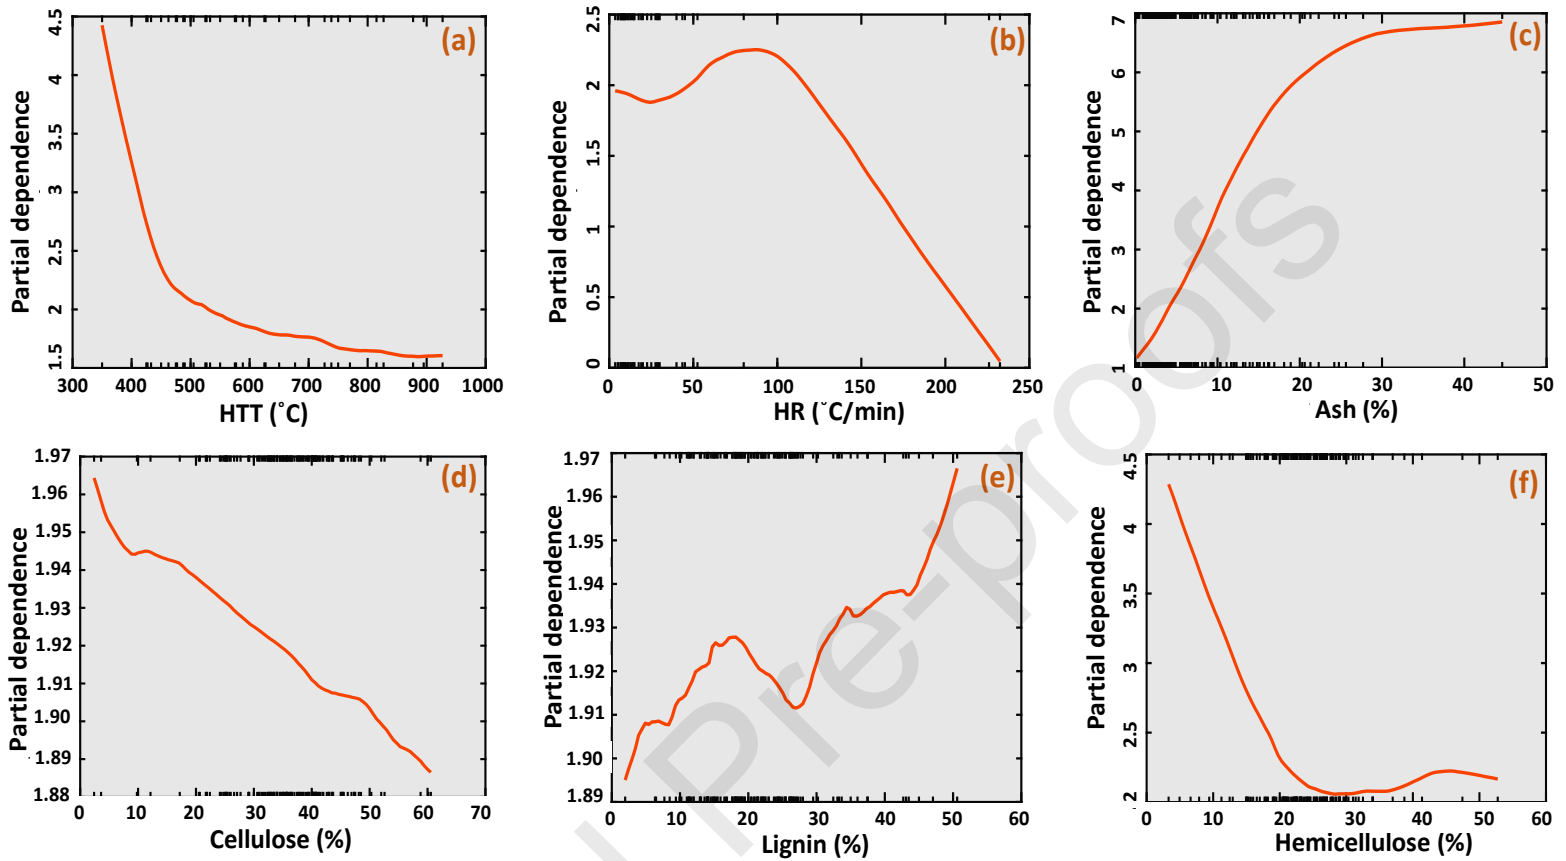 (a)
Partial dependence
4.5
4
3.5
3
2.5
2
1.5
300 400 500 600 700 800 900 1000
HTT (˚C)
(b)
Partial dependence
2.5
2
1.5
1
0.5
0
0 50 100 150 200 250
HR (˚C/min)
(c)
Partial dependence
7
6
5
4
3
2
1
0 10 20 30 40 50
Ash (%)
(d)
Partial dependence
1.97
1.96
1.95
1.94
1.93
1.92
1.91
1.90
1.89
1.88
0 10 20 30 40 50 60 70
Cellulose (%)
(e)
Partial dependence
1.97
1.96
1.95
1.94
1.93
1.92
1.91
1.90
1.89
0 10 20 30 40 50 60
Lignin (%)
(f)
Partial dependence
4.5
4
3.5
3
2.5
2
0 10 20 30 40 50 60
Hemicellulose (%)
Pre-proofs